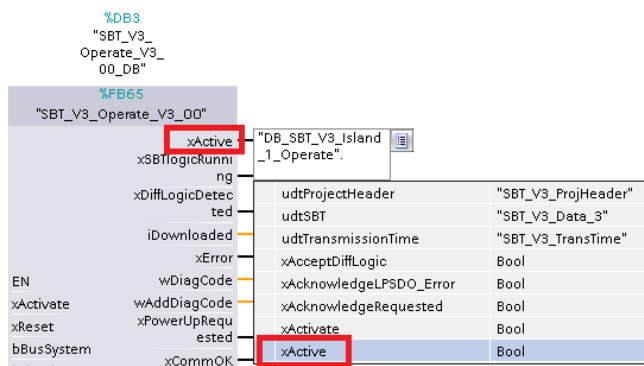 %DB3
"SBT_V3_
Operate_V3_
00_DB"
%FB65
"SBT_V3_Operate_V3_00"
xActive
"DB_SBT_V3_Island
_1_Operate".
xSBTlogicRunni
ng
xDiffLogicDetec
ted
iDownloaded
xError
EN
wDiagCode
xActivate
wAddDiagCode
xReset
xPowerUpRequ
ested
bBusSystem
xCommOK
udtProjectHeader "SBT_V3_ProjHeader"
udtSBT "SBT_V3_Data_3"
udtTransmissionTime "SBT_V3_TransTime"
xAcceptDiffLogic Bool
xAcknowledgeLPSDO_Error Bool
xAcknowledgeRequested Bool
xActivate Bool
xActive Bool